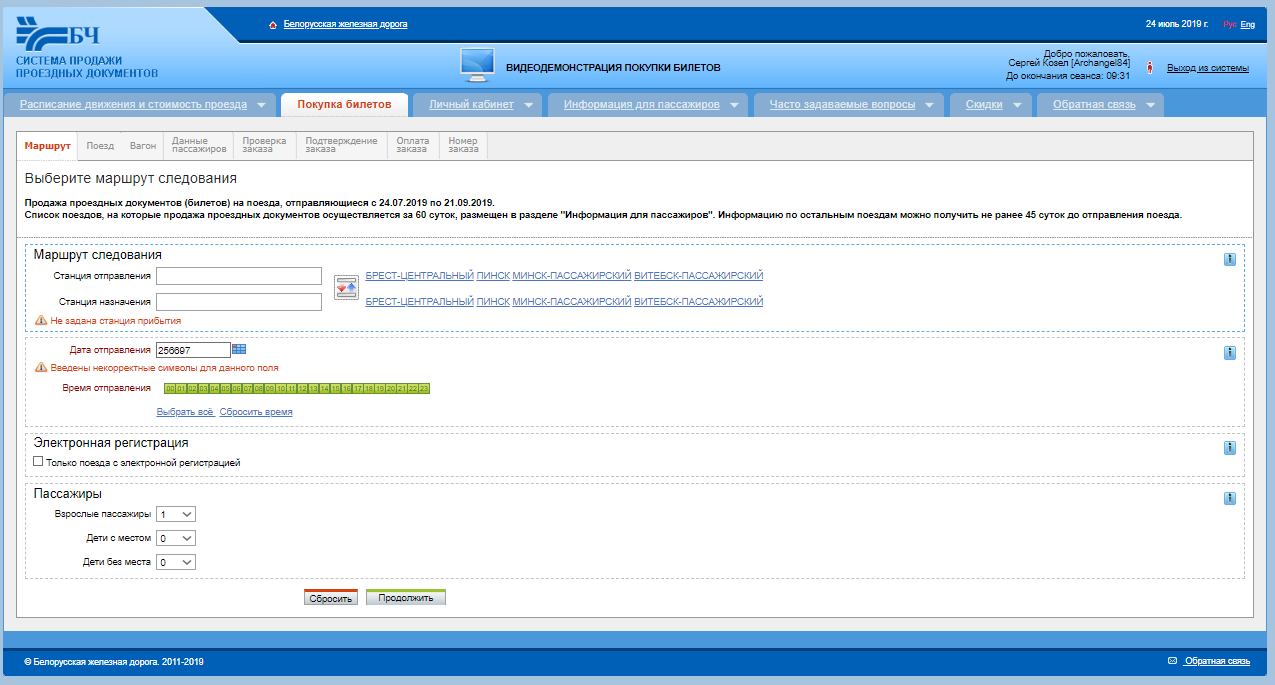 БЧ
СИСТЕМА ПРОДАЖИ
ПРОЕЗДНЫХ ДОКУМЕНТОВ
Белорусская железная дорога
24 июль 2019 г. Рус Eng
ВИДЕОДЕМОНСТРАЦИЯ ПОКУПКИ БИЛЕТОВ
Добро пожаловать,
Сергей Козел [Archangel84]
До окончания сеанса: 09:31
Выход из системы
Расписание движения и стоимость проезда
Покупка билетов
Личный кабинет
Информация для пассажиров
Часто задаваемые вопросы
Скидки
Обратная связь
Маршрут
Поезд
Вагон
Данные
пассажиров
Проверка
заказа
Подтверждение
заказа
Оплата
заказа
Номер
заказа
Выберите маршрут следования
Продажа проездных документов (билетов) на поезда, отправляющиеся с 24.07.2019 по 21.09.2019.
Список поездов, на которые продажа проездных документов осуществляется за 60 суток, размещен в разделе "Информация для пассажиров". Информацию по остальным поездам можно получить не ранее 45 суток до отправления поезда.
Маршрут следования
Станция отправления БРЕСТ-ЦЕНТРАЛЬНЫЙ ПИНСК МИНСК-ПАССАЖИРСКИЙ ВИТЕБСК-ПАССАЖИРСКИЙ
Станция назначения БРЕСТ-ЦЕНТРАЛЬНЫЙ ПИНСК МИНСК-ПАССАЖИРСКИЙ ВИТЕБСК-ПАССАЖИРСКИЙ
Не задана станция прибытия
Дата отправления 256697
Введены некорректные символы для данного поля
Время отправления 00 01 02 03 04 05 06 07 08 09 10 11 12 13 14 15 16 17 18 19 20 21 22 23
Выбрать всё Сбросить время
Электронная регистрация
Только поезда с электронной регистрацией
Пассажиры
Взрослые пассажиры 1
Дети с местом 0
Дети без места 0
Сбросить Продолжить
© Белорусская железная дорога. 2011-2019
Обратная связь